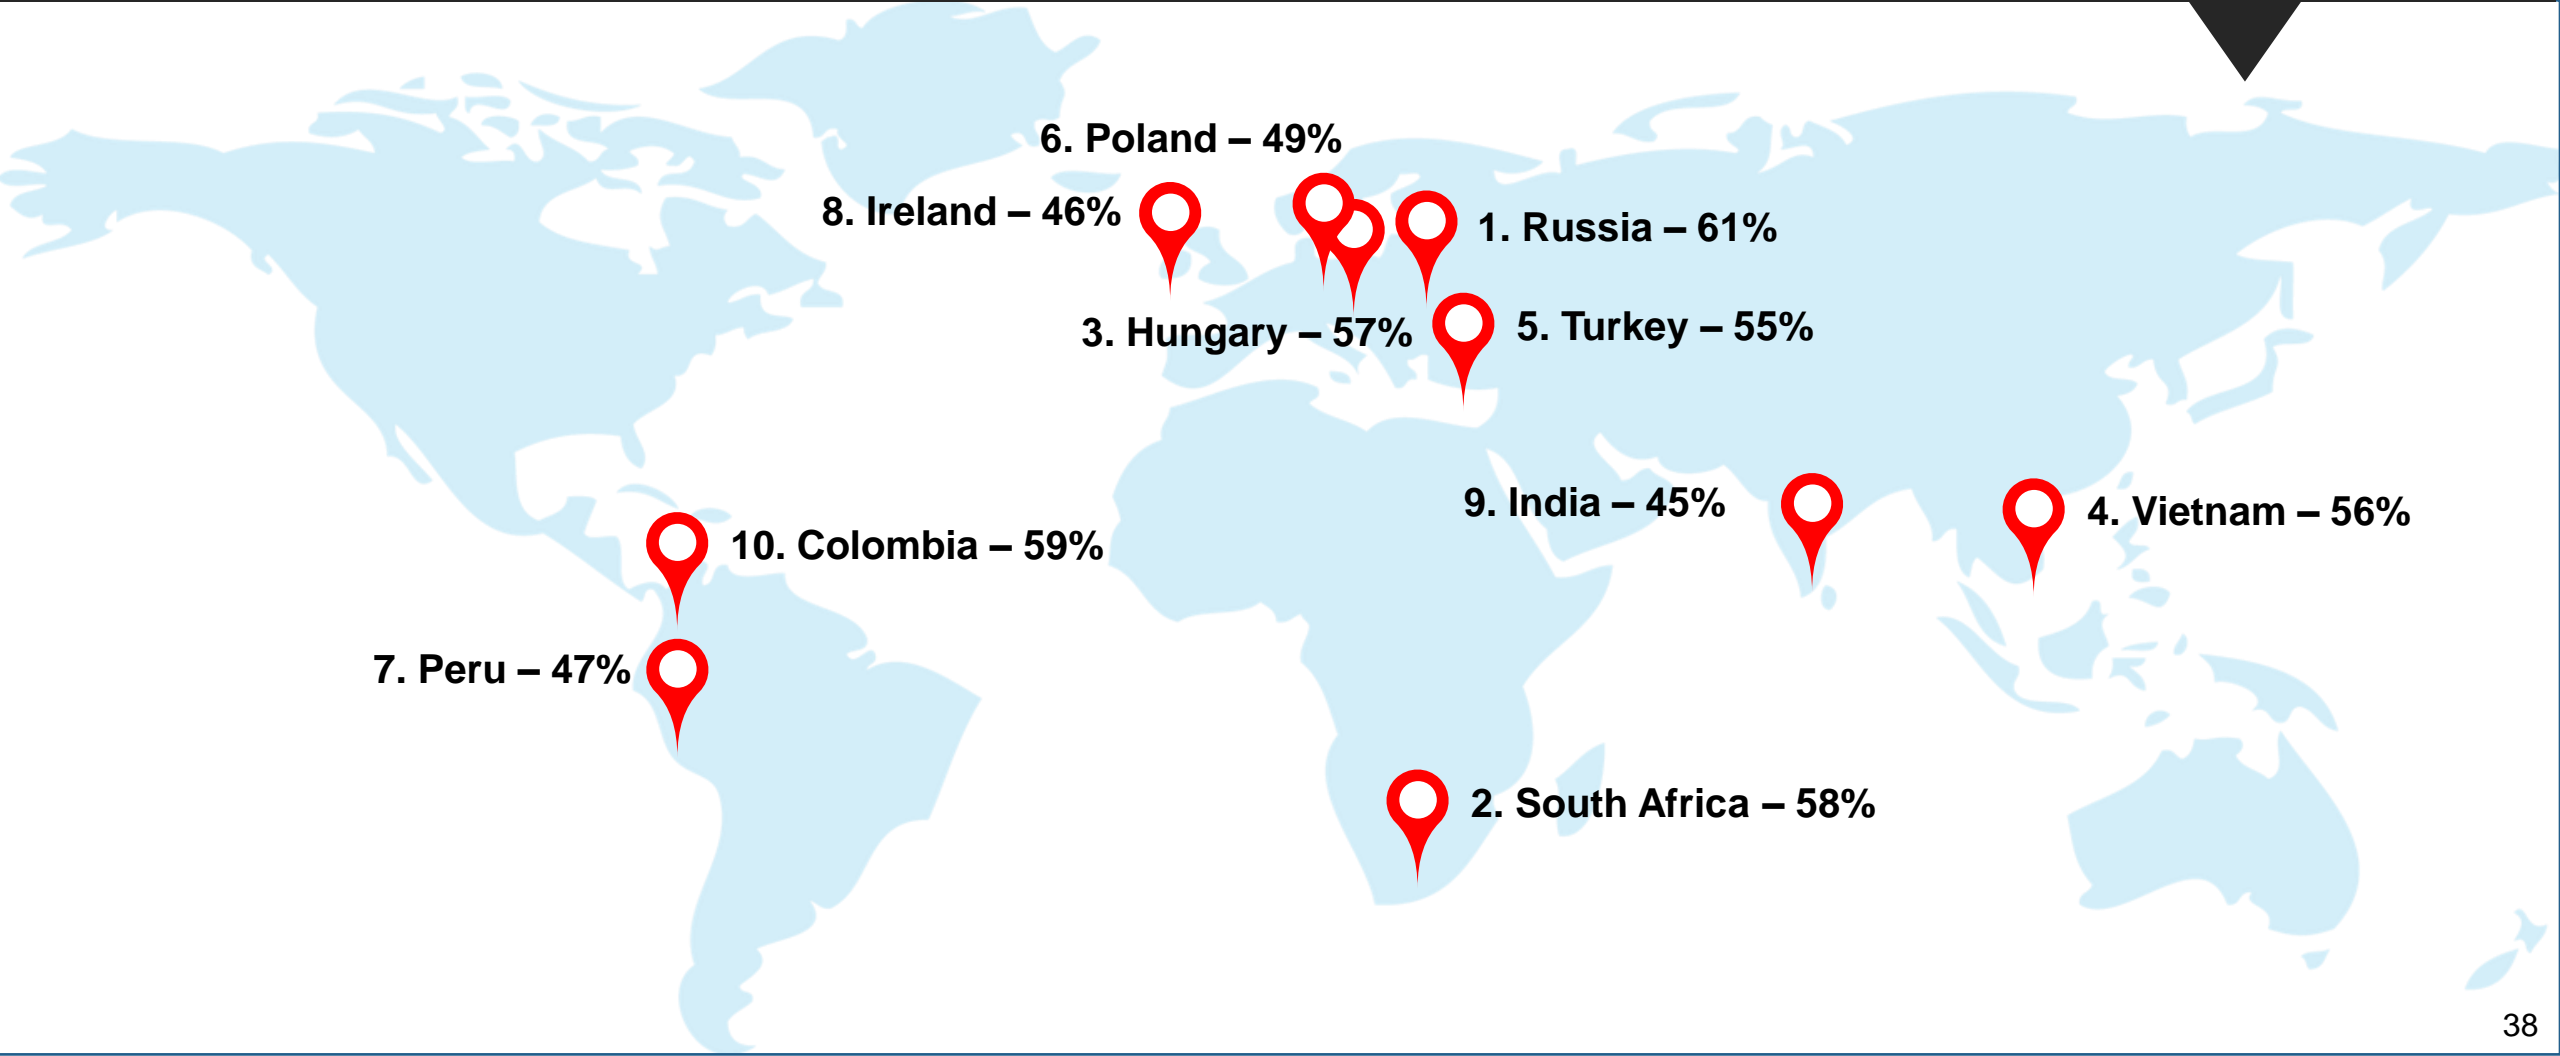 6. Poland – 49%
8. Ireland – 46%
1. Russia – 61%
3. Hungary – 57%
5. Turkey – 55%
9. India – 45%
4. Vietnam – 56%
10. Colombia – 59%
7. Peru – 47%
2. South Africa – 58%
38